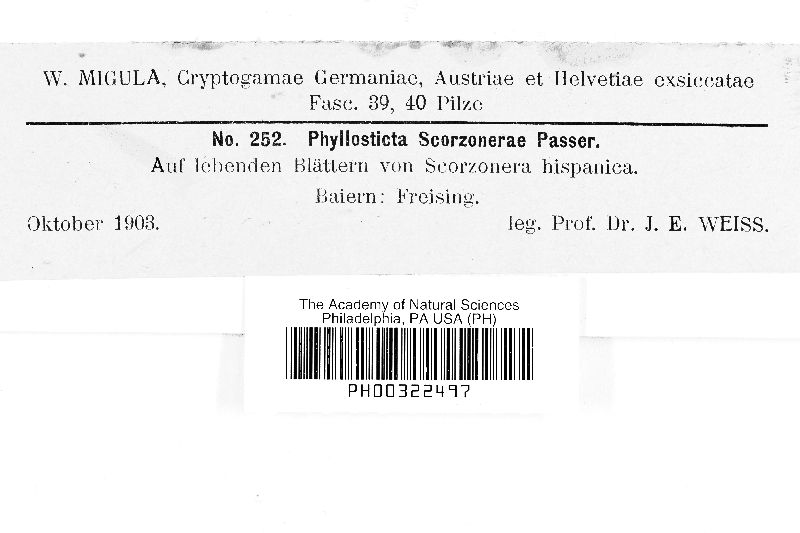 W. MIGULA, Cryptogamae Germaniae, Austriae et Helvetiae exsiccatae
Fasc. 39, 40 Pilze
No. 252. Phyllosticta Scorzonerae Passer.
Auf lebenden Blättern von Scorzonera hispanica.
Baiern: Freising.
Oktober 1903. leg. Prof. Dr. J. E. WEISS.
The Academy of Natural Sciences
Philadelphia, PA USA (PH)
PH00322497